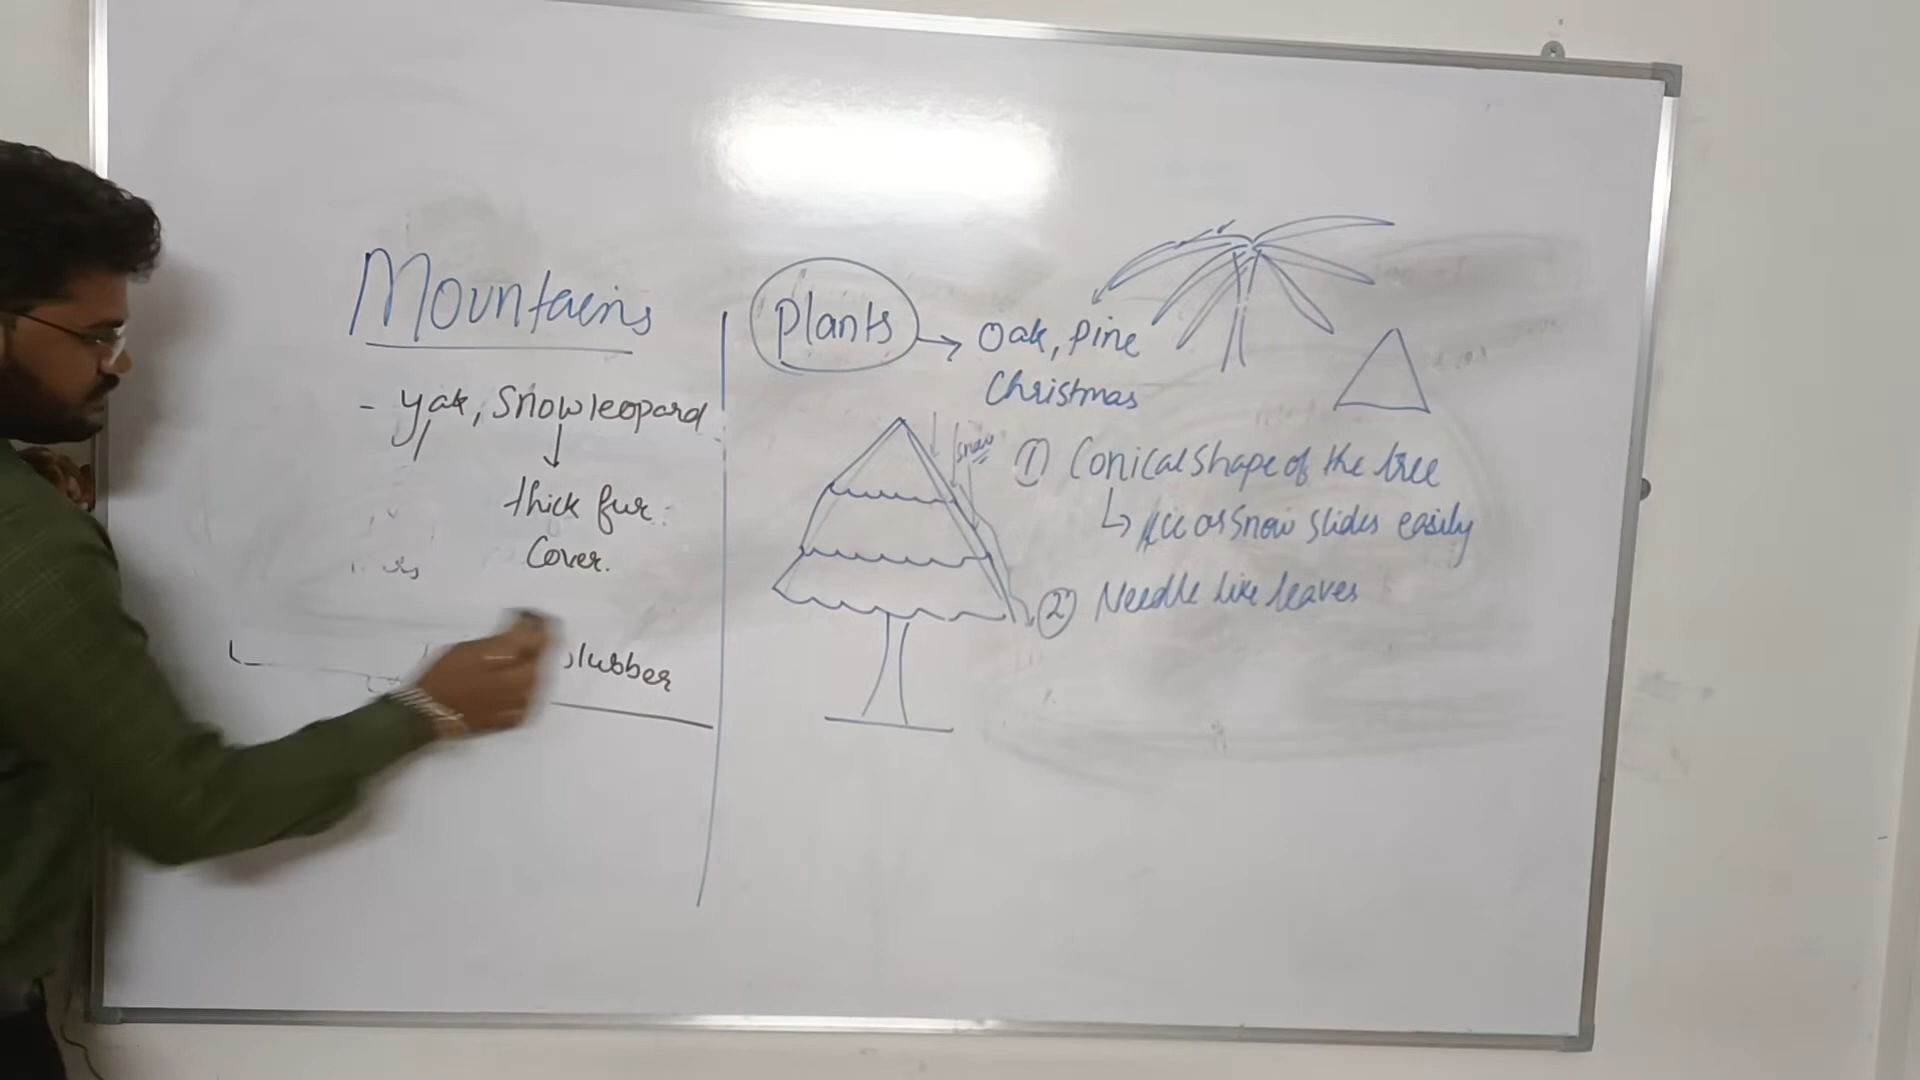 Mountains
- Yak, Snowleopard
thick fur
Cover.
lubber
Plants → Oak, Pine
Christmas
snow
① Conical shape of the tree
↳ Ice or Snow slides easily
② Needle like leaves